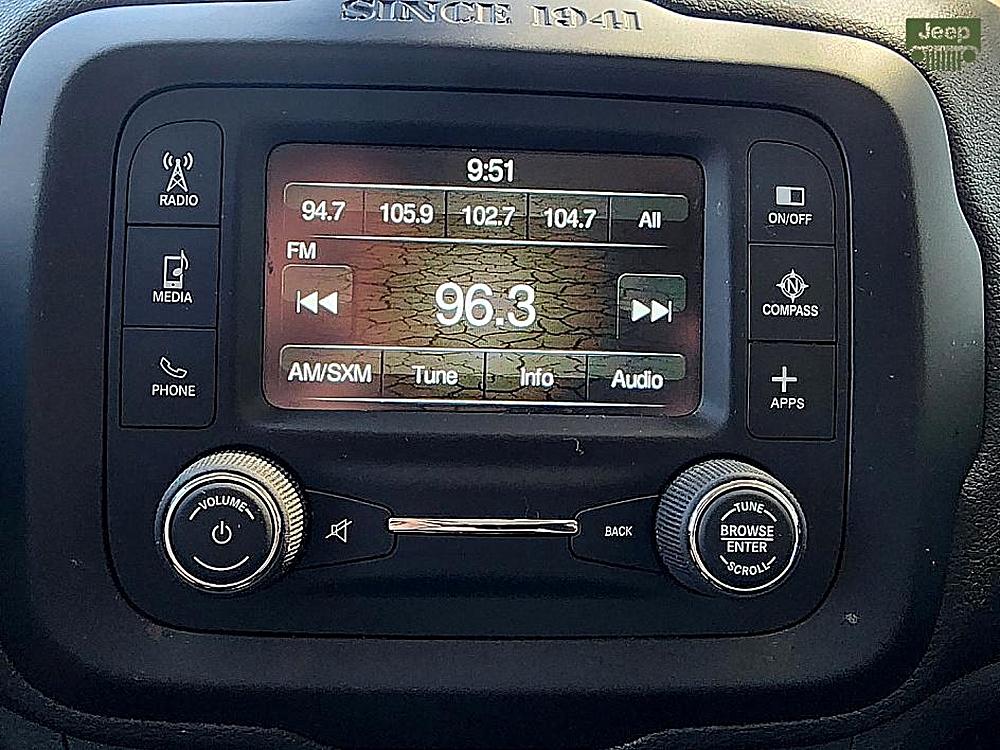 SINCE 1941
Jeep
RADIO
MEDIA
PHONE
9:51
94.7 105.9 102.7 104.7 All
FM
96.3
AM/SXM Tune Info Audio
ON/OFF
N
COMPASS
APPS
VOLUME
BACK
TUNE
BROWSE
ENTER
SCROLL